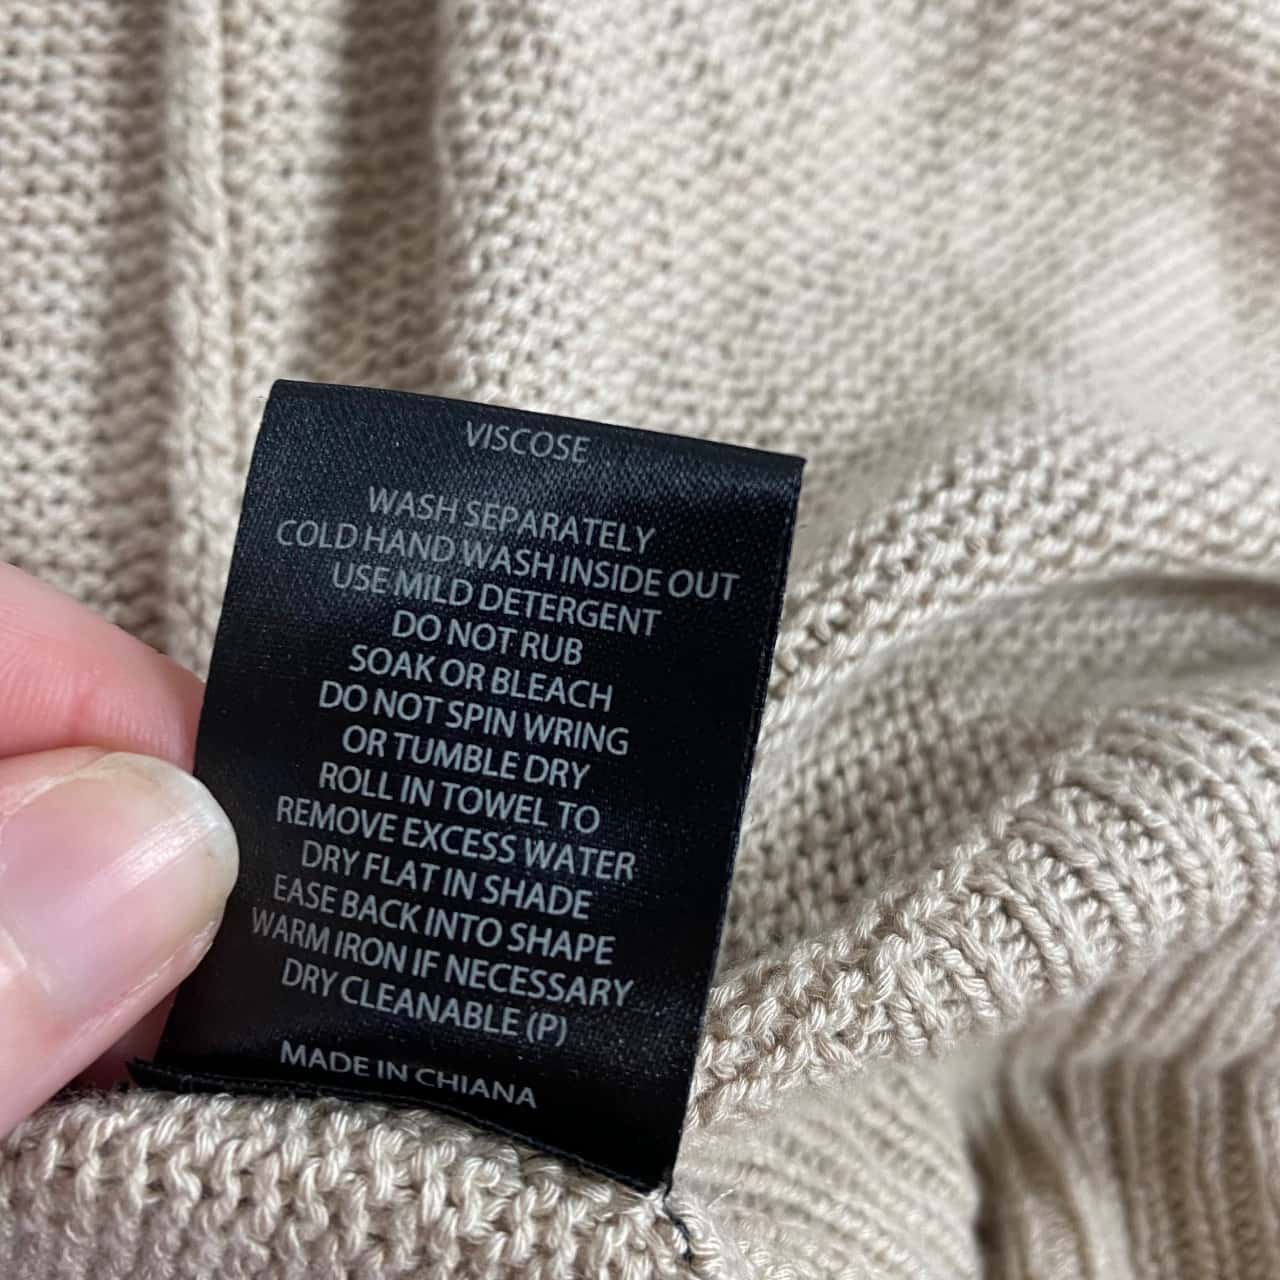 VISCOSE
WASH SEPARATELY
COLD HAND WASH INSIDE OUT
USE MILD DETERGENT
DO NOT RUB
SOAK OR BLEACH
DO NOT SPIN WRING
OR TUMBLE DRY
ROLL IN TOWEL TO
REMOVE EXCESS WATER
DRY FLAT IN SHADE
EASE BACK INTO SHAPE
WARM IRON IF NECESSARY
DRY CLEANABLE (P)
MADE IN CHIANA